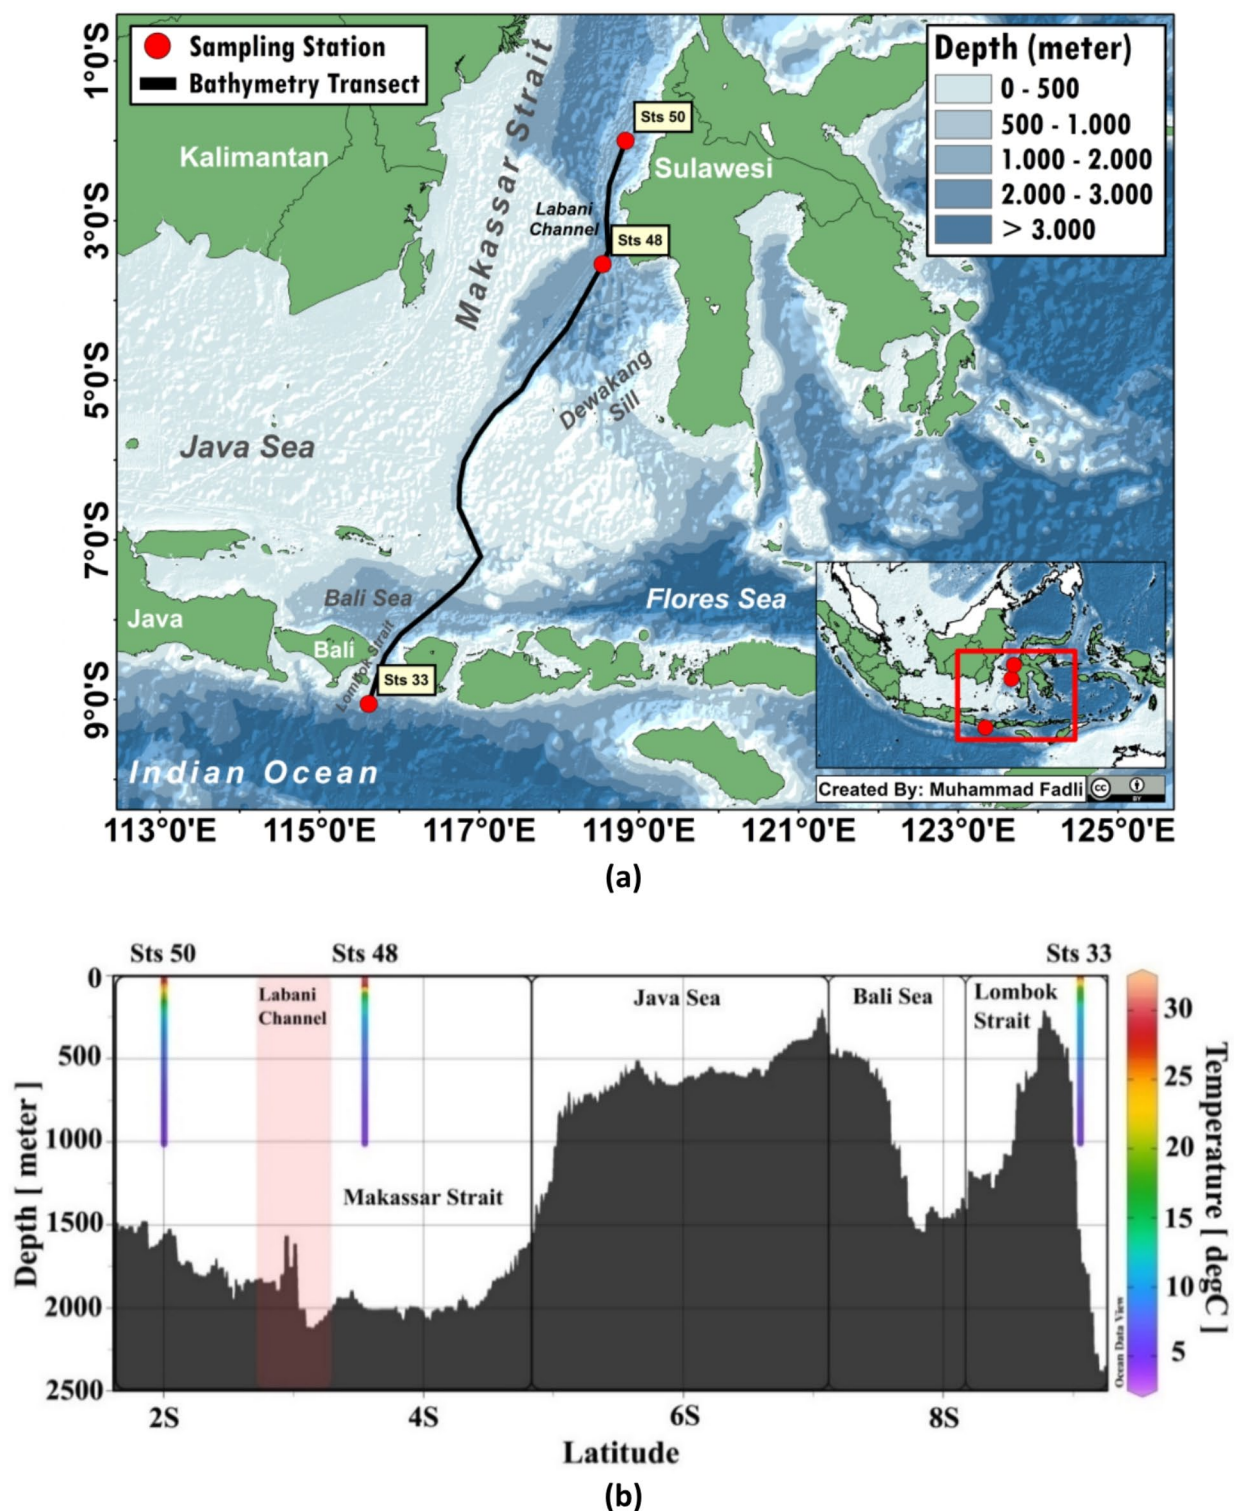 Sampling Station
Bathymetry Transect
Depth (meter)
0 - 500
500 - 1.000
1.000 - 2.000
2.000 - 3.000
> 3.000
1°0'S
3°0'S
5°0'S
7°0'S
9°0'S
Kalimantan
Makassar Strait
Sts 50
Sulawesi
Labani
Channel
Sts 48
Dewakang
Sill
Java Sea
Bali Sea
Flores Sea
Java
Bali
Lombok Strait
Sts 33
Indian Ocean
Created By: Muhammad Fadli
cc
BY
113°0'E
115°0'E
117°0'E
119°0'E
121°0'E
123°0'E
125°0'E
(a)
Sts 50
Sts 48
Sts 33
0
500
1000
1500
2000
2500
Depth [ meter ]
Labani
Channel
Makassar Strait
Java Sea
Bali Sea
Lombok
Strait
30
25
20
15
10
5
Temperature [ degC ]
Ocean Data View
2S
4S
6S
8S
Latitude
(b)